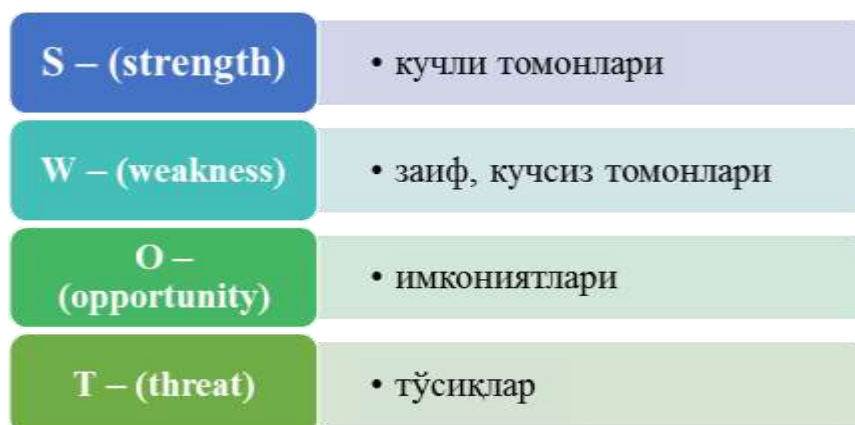 S – (strength)
• кучли томонлари
W – (weakness)
• заиф, кучсиз томонлари
O –
(opportunity)
• имкониятлари
T – (threat)
• тўсиқлар